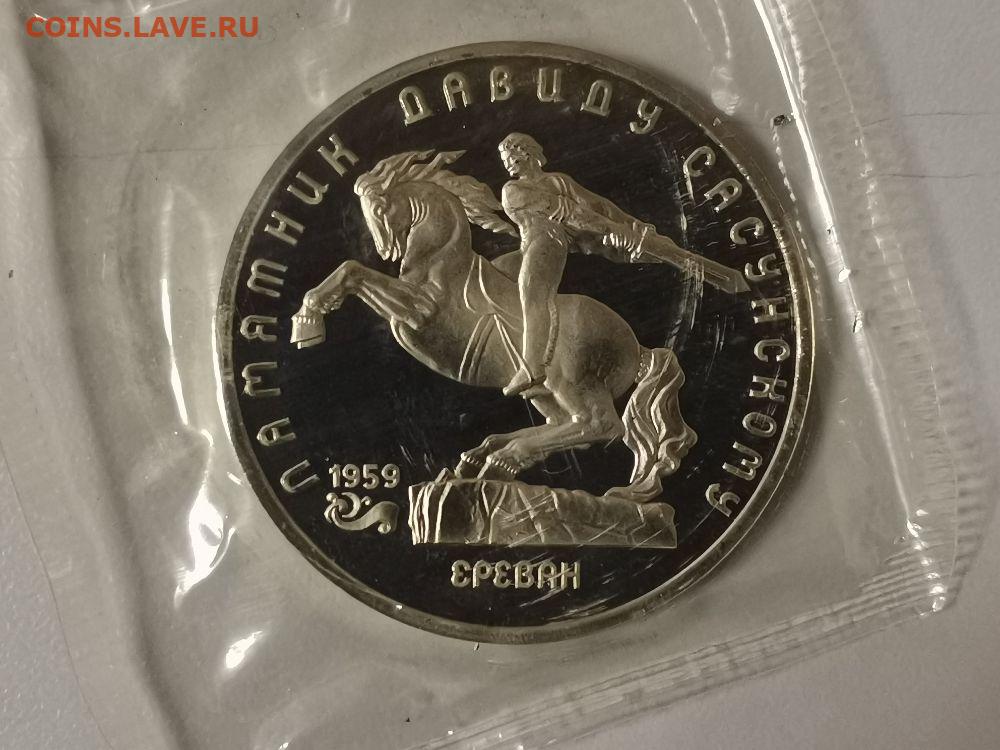 COINS.LAVE.RU
ПАМЯТНИК ДАВИДУ САСУНСКОМУ
1959
ЕРЕВАН